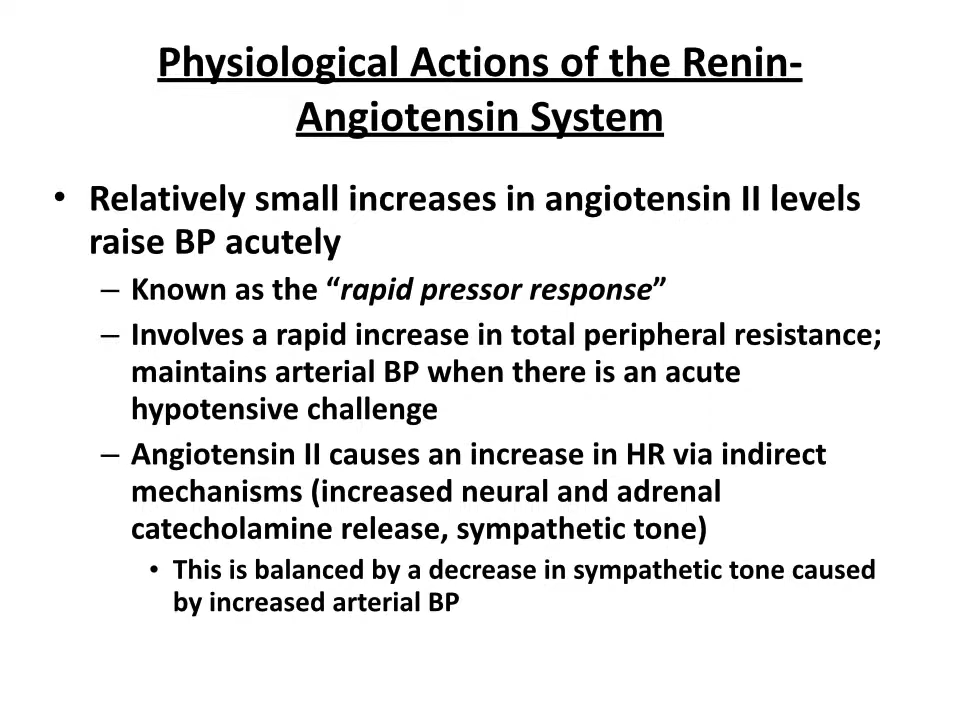 Physiological Actions of the Renin-
Angiotensin System
• Relatively small increases in angiotensin II levels
raise BP acutely
– Known as the “rapid pressor response”
– Involves a rapid increase in total peripheral resistance;
maintains arterial BP when there is an acute
hypotensive challenge
– Angiotensin II causes an increase in HR via indirect
mechanisms (increased neural and adrenal
catecholamine release, sympathetic tone)
• This is balanced by a decrease in sympathetic tone caused
by increased arterial BP